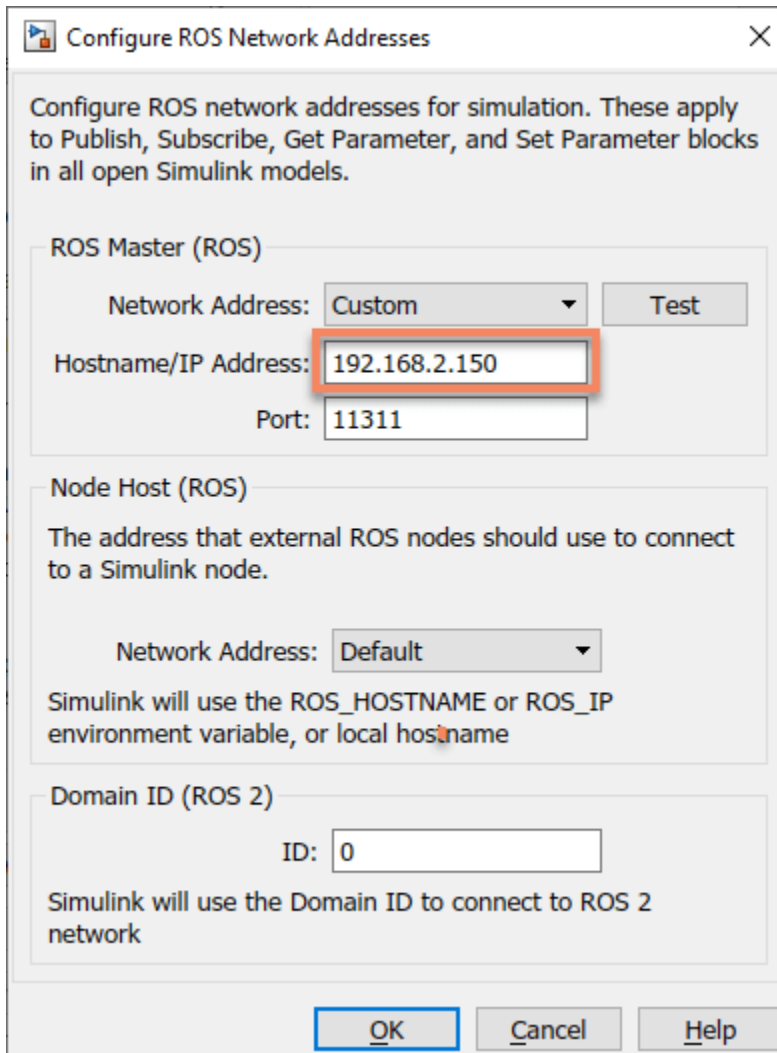 Configure ROS Network Addresses
Configure ROS network addresses for simulation. These apply
to Publish, Subscribe, Get Parameter, and Set Parameter blocks
in all open Simulink models.
ROS Master (ROS)
Network Address: Custom Test
Hostname/IP Address: 192.168.2.150
Port: 11311
Node Host (ROS)
The address that external ROS nodes should use to connect
to a Simulink node.
Network Address: Default
Simulink will use the ROS_HOSTNAME or ROS_IP
environment variable, or local hostname
Domain ID (ROS 2)
ID: 0
Simulink will use the Domain ID to connect to ROS 2
network
OK Cancel Help